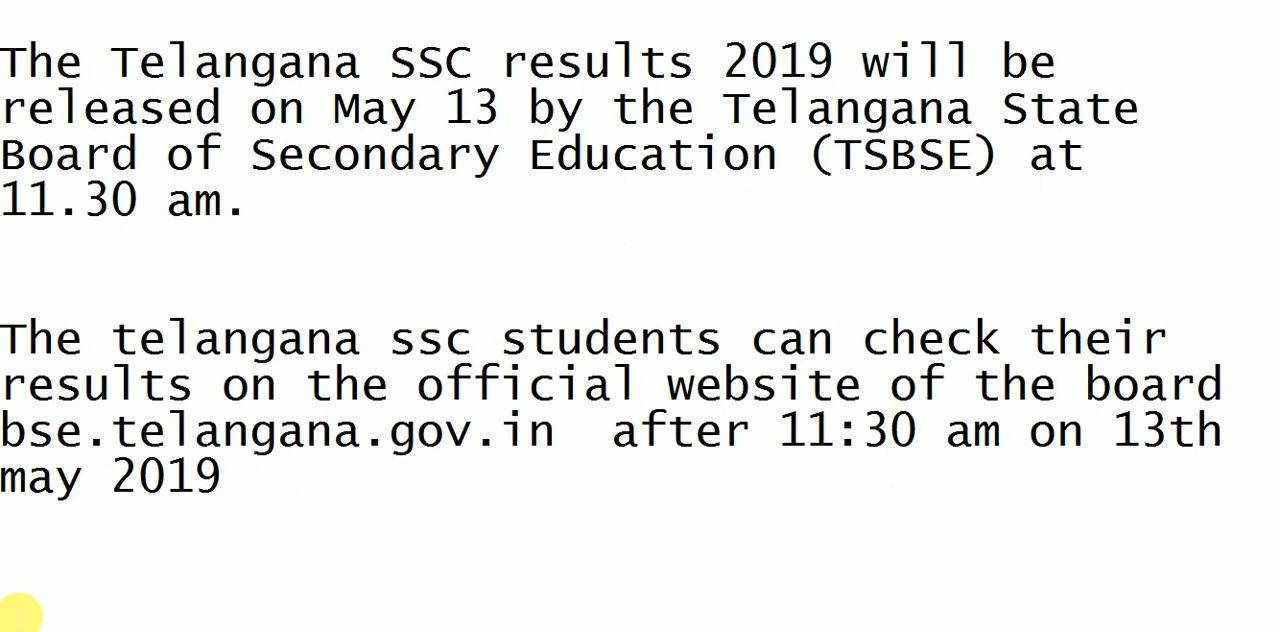 The Telangana SSC results 2019 will be
released on May 13 by the Telangana State
Board of Secondary Education (TSBSE) at
11.30 am.
The telangana ssc students can check their
results on the official website of the board
bse.telangana.gov.in  after 11:30 am on 13th
may 2019